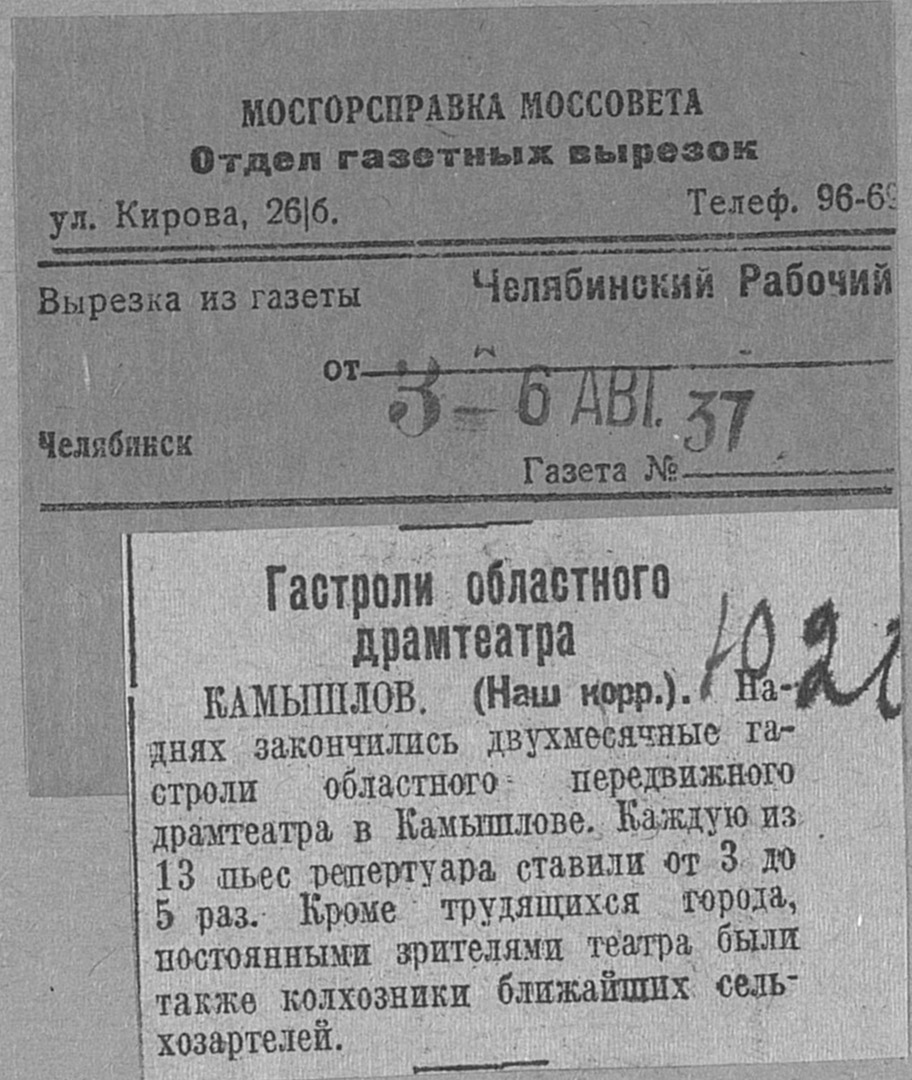 МОСГОРСПРАВКА МОССОВЕТА
Отдел газетных вырезок
ул. Кирова, 26|б.
Телеф. 96-69
Вырезка из газеты
Челябинский Рабочий
от
3 - 6 АВГ. 37
Челябинск
Газета №
Гастроли областного
драмтеатра
КАМЫШЛОВ. (Наш корр.). На-
днях закончились двухмесячные га-
строли областного передвижного
драмтеатра в Камышлове. Каждую из
13 пьес репертуара ставили от 3 до
5 раз. Кроме трудящихся города,
постоянными зрителями театра были
также колхозники ближайших сель-
хозартелей.